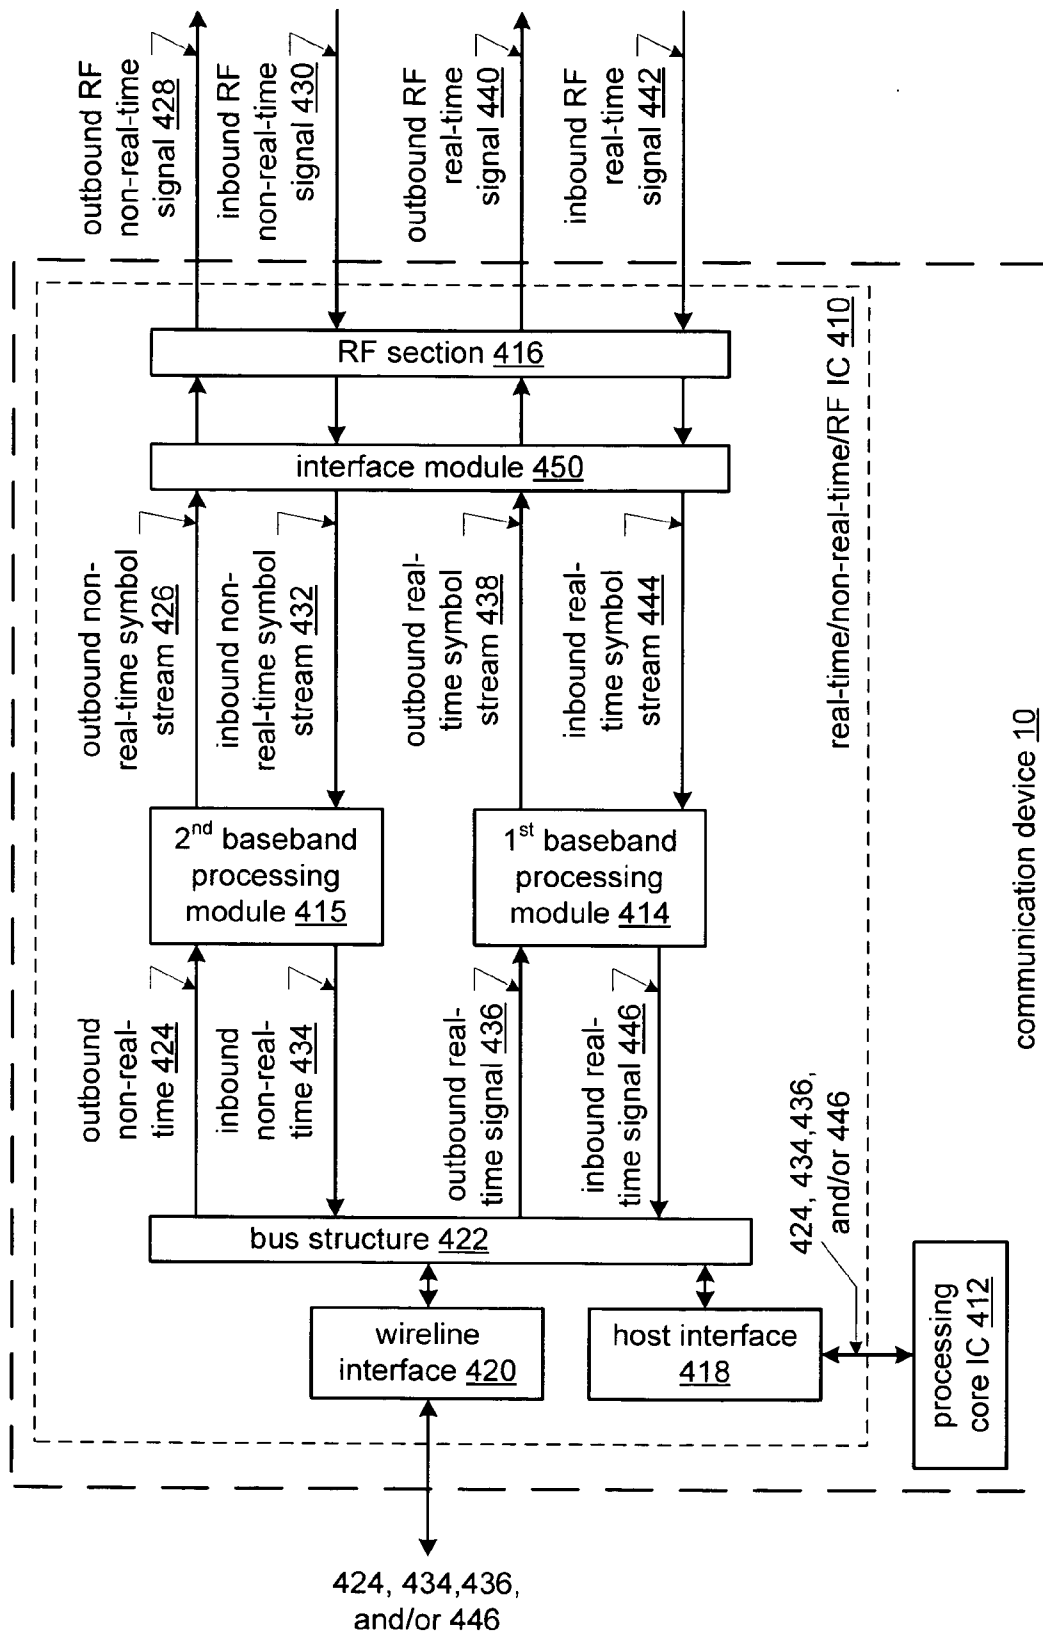 outbound RF
non-real-time
signal 428
inbound RF
non-real-time
signal 430
outbound RF
real-time
signal 440
inbound RF
real-time
signal 442
RF section 416
interface module 450
real-time/non-real-time/RF IC 410
outbound non-
real-time symbol
stream 426
inbound non-
real-time symbol
stream 432
outbound real-
time symbol
stream 438
inbound real-
time symbol
stream 444
2nd baseband
processing
module 415
1st baseband
processing
module 414
communication device 10
outbound
non-real-
time 424
inbound
non-real-
time 434
outbound real-
time signal 436
inbound real-
time signal 446
bus structure 422
424, 434,436,
and/or 446
wireline
interface 420
host interface
418
processing
core IC 412
424, 434,436,
and/or 446